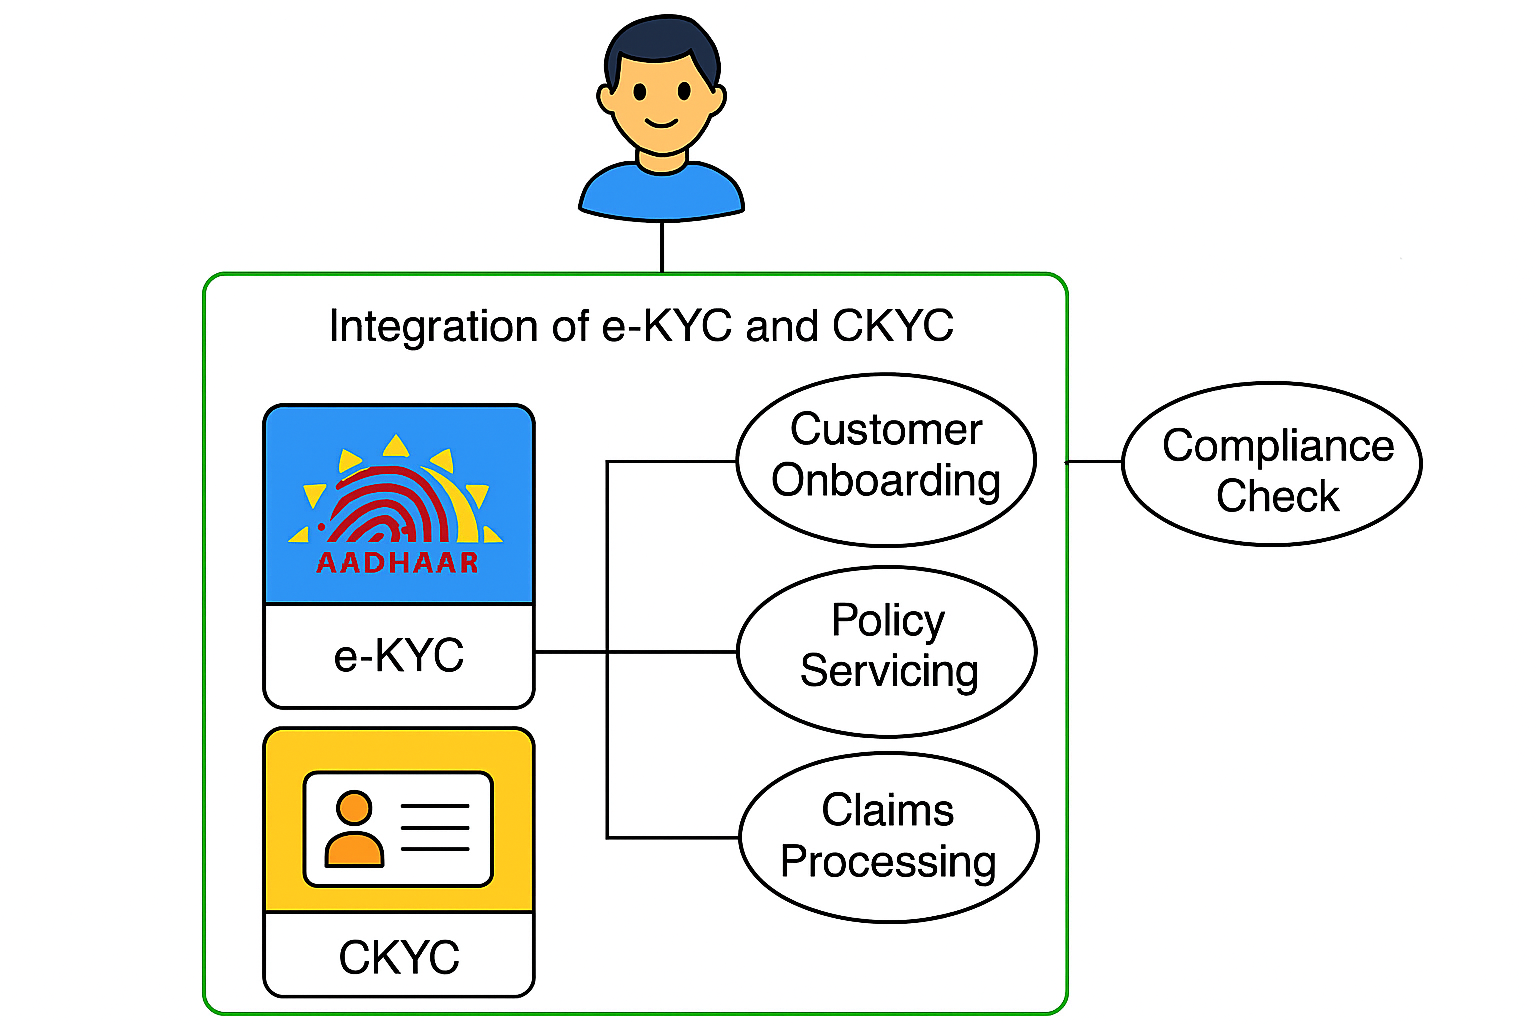 Integration of e-KYC and CKYC
AADHAAR
e-KYC
CKYC
Customer
Onboarding
Policy
Servicing
Claims
Processing
Compliance
Check